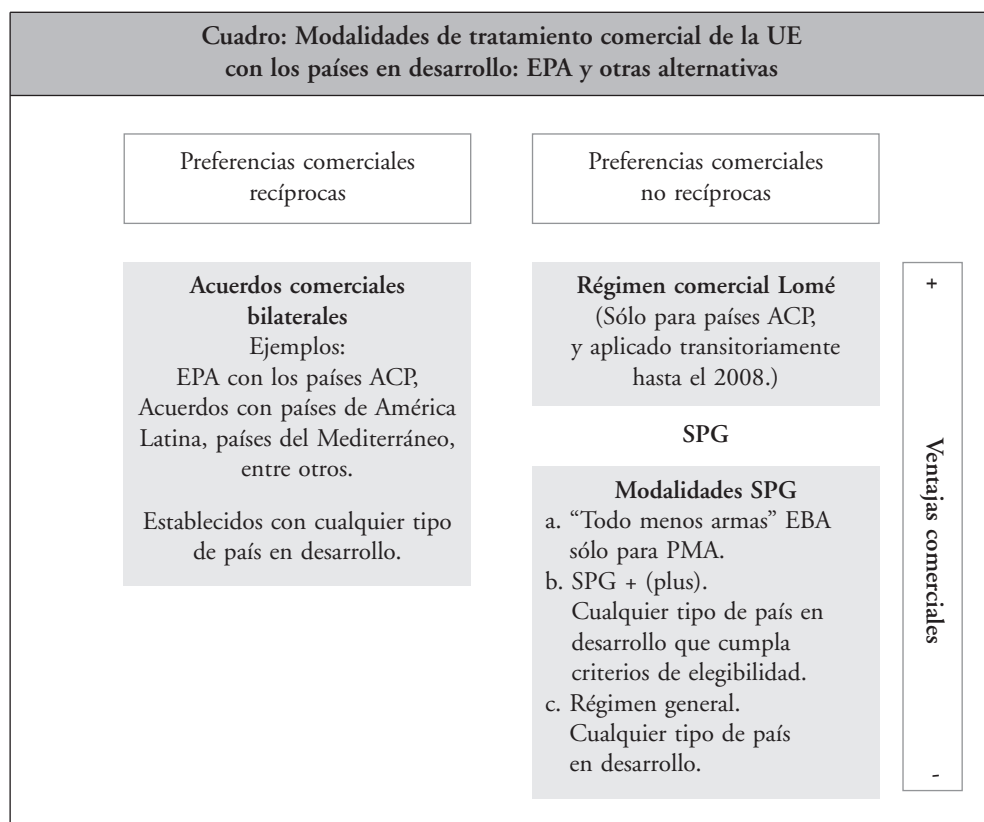 Cuadro: Modalidades de tratamiento comercial de la UE
con los países en desarrollo: EPA y otras alternativas
Preferencias comerciales
recíprocas
Preferencias comerciales
no recíprocas
Acuerdos comerciales
bilaterales
Ejemplos:
EPA con los países ACP,
Acuerdos con países de América
Latina, países del Mediterráneo,
entre otros.
Establecidos con cualquier tipo
de país en desarrollo.
Régimen comercial Lomé
(Sólo para países ACP,
y aplicado transitoriamente
hasta el 2008.)
SPG
Modalidades SPG
a. “Todo menos armas” EBA
sólo para PMA.
b. SPG + (plus).
Cualquier tipo de país en
desarrollo que cumpla
criterios de elegibilidad.
c. Régimen general.
Cualquier tipo de país
en desarrollo.
+
Ventajas comerciales
-